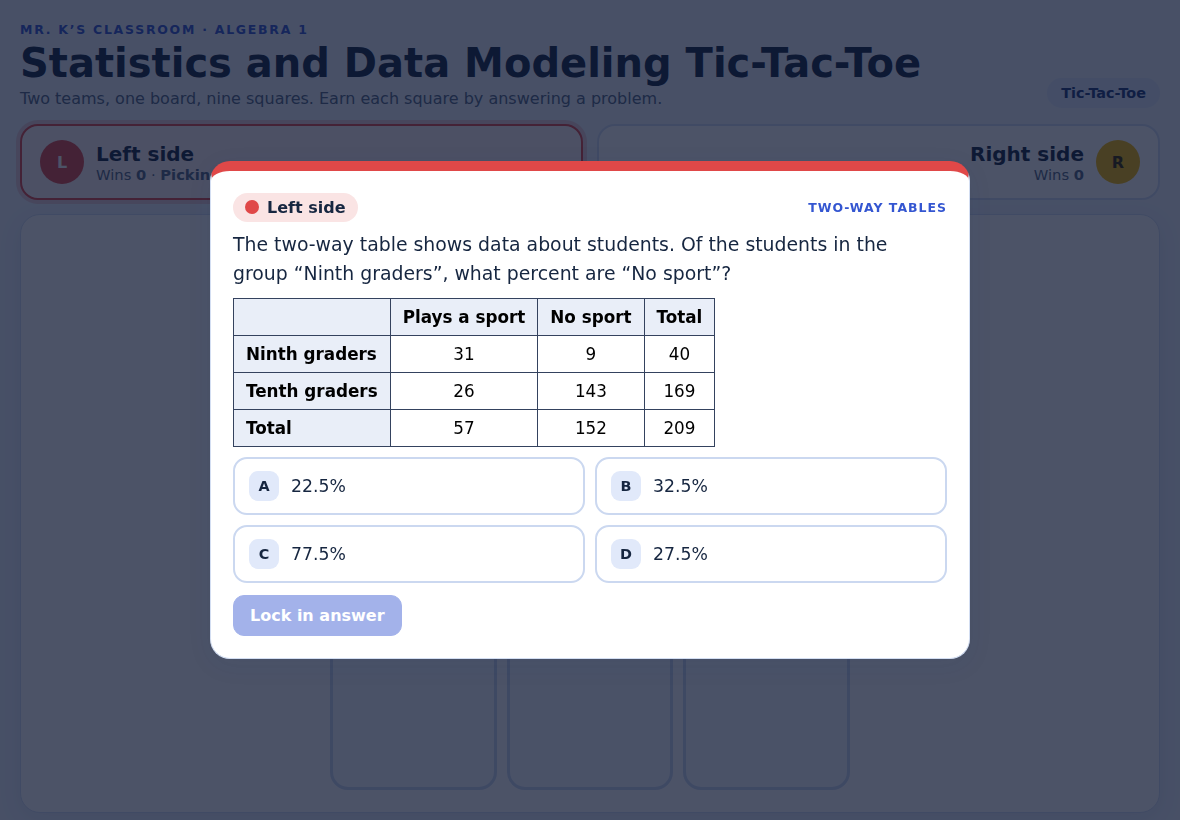 MR. K'S CLASSROOM · ALGEBRA 1
Statistics and Data Modeling Tic-Tac-Toe
Two teams, one board, nine squares. Earn each square by answering a problem.
Tic-Tac-Toe
L
Left side
Wins 0 · Pickin
Right side
Wins 0
R
Left side
TWO-WAY TABLES
The two-way table shows data about students. Of the students in the
group “Ninth graders”, what percent are “No sport”?
Plays a sport No sport Total
Ninth graders 31 9 40
Tenth graders 26 143 169
Total 57 152 209
A 22.5%
B 32.5%
C 77.5%
D 27.5%
Lock in answer